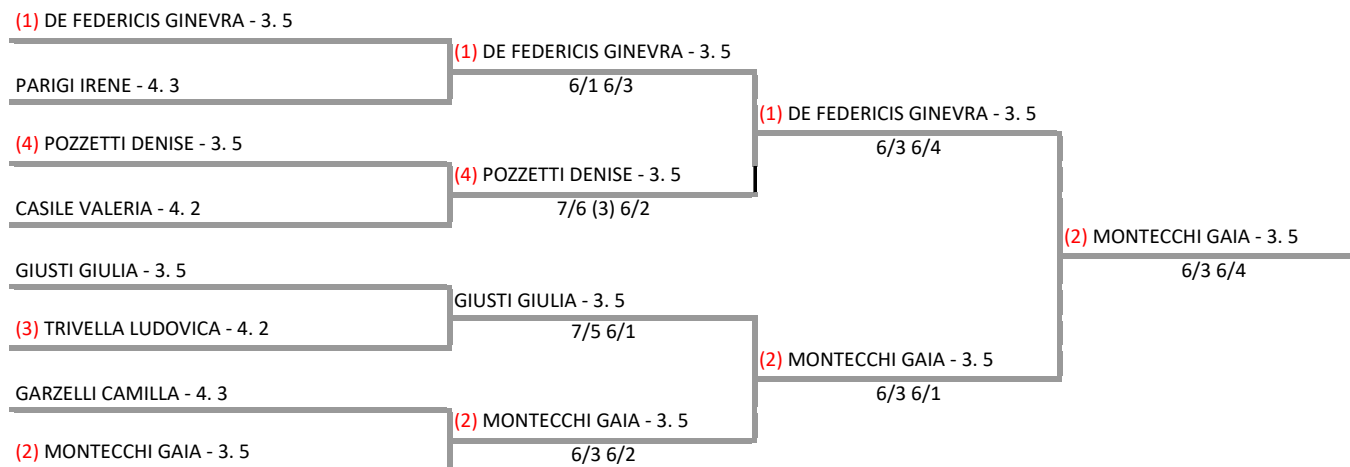 (1) DE FEDERICIS GINEVRA - 3. 5
(1) DE FEDERICIS GINEVRA - 3. 5
PARIGI IRENE - 4. 3
6/1 6/3
(1) DE FEDERICIS GINEVRA - 3. 5
(4) POZZETTI DENISE - 3. 5
6/3 6/4
(4) POZZETTI DENISE - 3. 5
CASILE VALERIA - 4. 2
7/6 (3) 6/2
(2) MONTECCHI GAIA - 3. 5
GIUSTI GIULIA - 3. 5
6/3 6/4
GIUSTI GIULIA - 3. 5
(3) TRIVELLA LUDOVICA - 4. 2
7/5 6/1
(2) MONTECCHI GAIA - 3. 5
GARZELLI CAMILLA - 4. 3
6/3 6/1
(2) MONTECCHI GAIA - 3. 5
(2) MONTECCHI GAIA - 3. 5
6/3 6/2